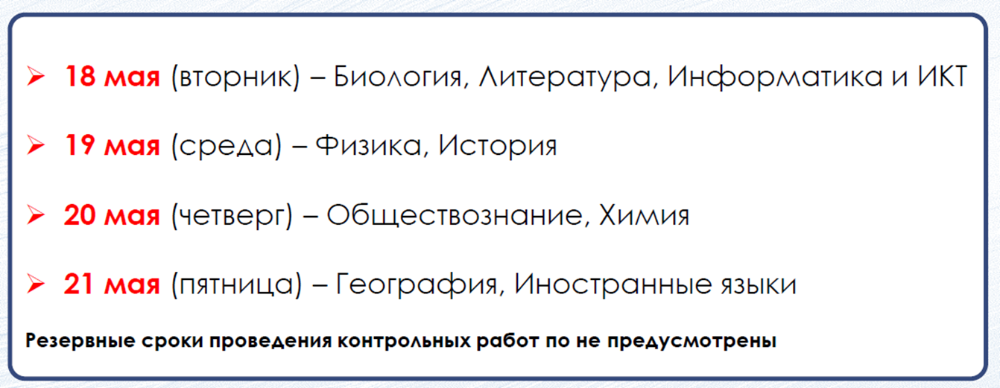 18 мая (вторник) – Биология, Литература, Информатика и ИКТ
19 мая (среда) – Физика, История
20 мая (четверг) – Обществознание, Химия
21 мая (пятница) – География, Иностранные языки
Резервные сроки проведения контрольных работ по не предусмотрены